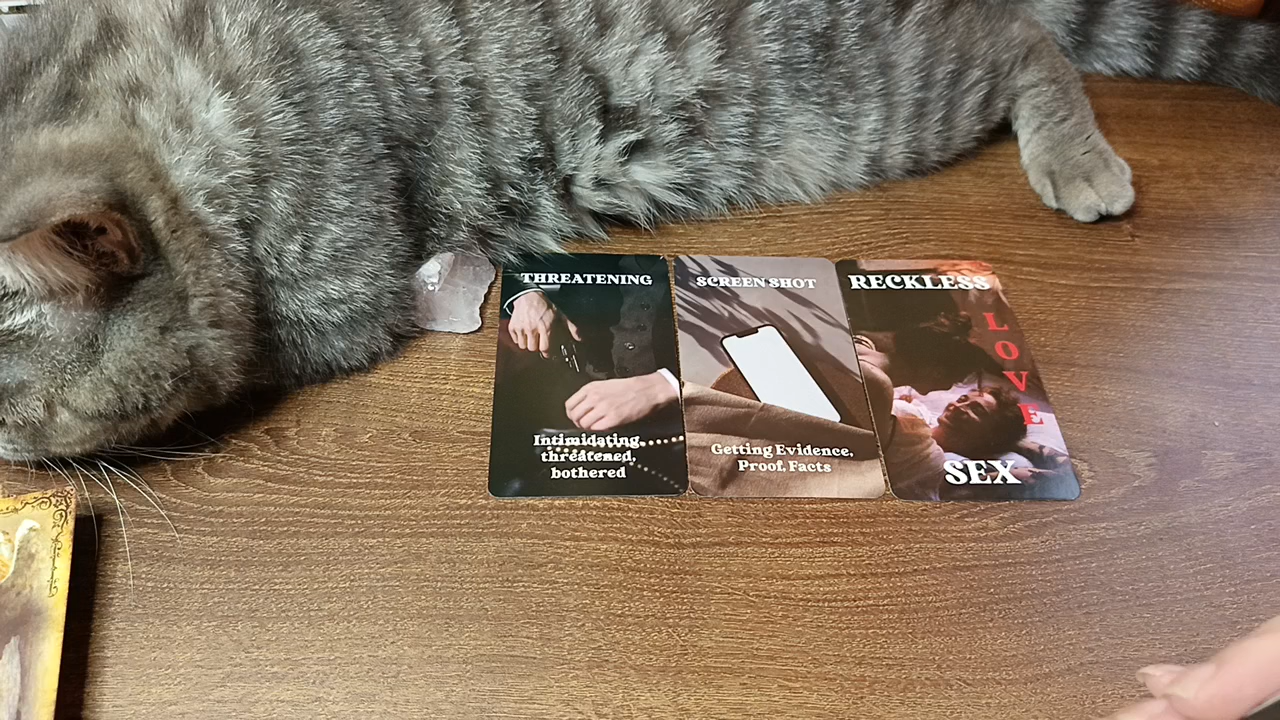 THREATENING
Intimidating,
threatened,
bothered
SCREEN SHOT
Getting Evidence,
Proof, Facts
RECKLESS
LOVE
SEX